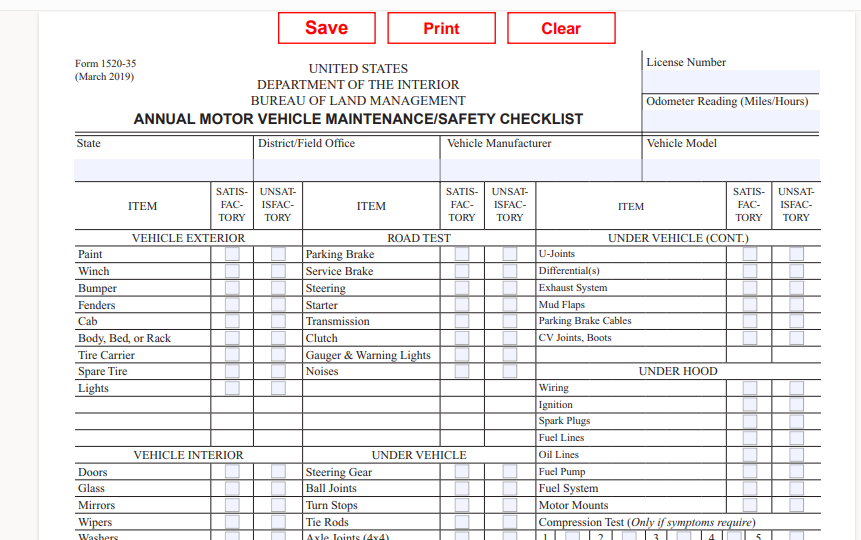 Save Print Clear
Form 1520-35
(March 2019)
UNITED STATES
DEPARTMENT OF THE INTERIOR
BUREAU OF LAND MANAGEMENT
ANNUAL MOTOR VEHICLE MAINTENANCE/SAFETY CHECKLIST
License Number
Odometer Reading (Miles/Hours)
State District/Field Office Vehicle Manufacturer Vehicle Model
ITEM SATIS-FAC-TORY UNSAT-ISFAC-TORY ITEM SATIS-FAC-TORY UNSAT-ISFAC-TORY ITEM SATIS-FAC-TORY UNSAT-ISFAC-TORY
VEHICLE EXTERIOR ROAD TEST UNDER VEHICLE (CONT.)
Paint Parking Brake U-Joints
Winch Service Brake Differential(s)
Bumper Steering Exhaust System
Fenders Starter Mud Flaps
Cab Transmission Parking Brake Cables
Body, Bed, or Rack Clutch CV Joints, Boots
Tire Carrier Gauger & Warning Lights
Spare Tire Noises UNDER HOOD
Lights Wiring
Ignition
Spark Plugs
Fuel Lines
VEHICLE INTERIOR UNDER VEHICLE Oil Lines
Doors Steering Gear Fuel Pump
Glass Ball Joints Fuel System
Mirrors Turn Stops Motor Mounts
Wipers Tie Rods Compression Test (Only if symptoms require)
Washers Axle Joints (4x4) 1 2 3 4 5